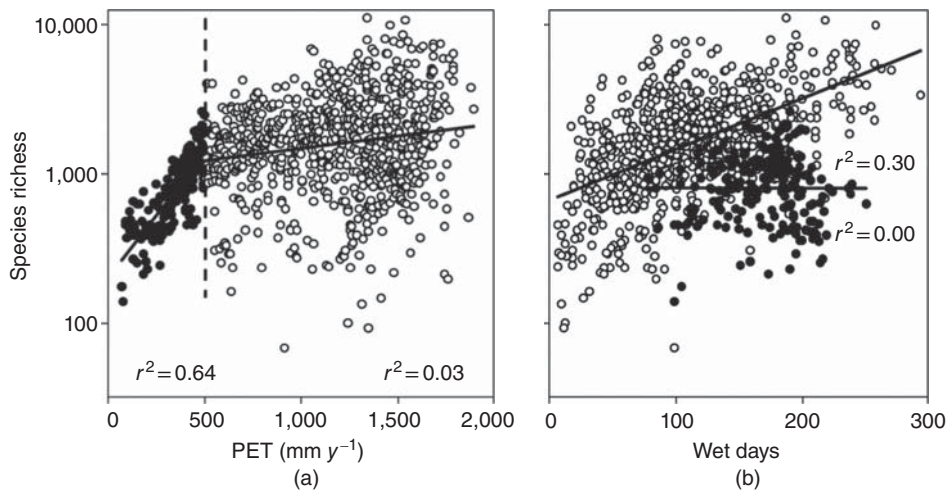 Species richness
10,000
1,000
100
r² = 0.64
r² = 0.03
0 500 1,000 1,500 2,000
PET (mm y⁻¹)
(a)
r² = 0.30
r² = 0.00
0 100 200 300
Wet days
(b)